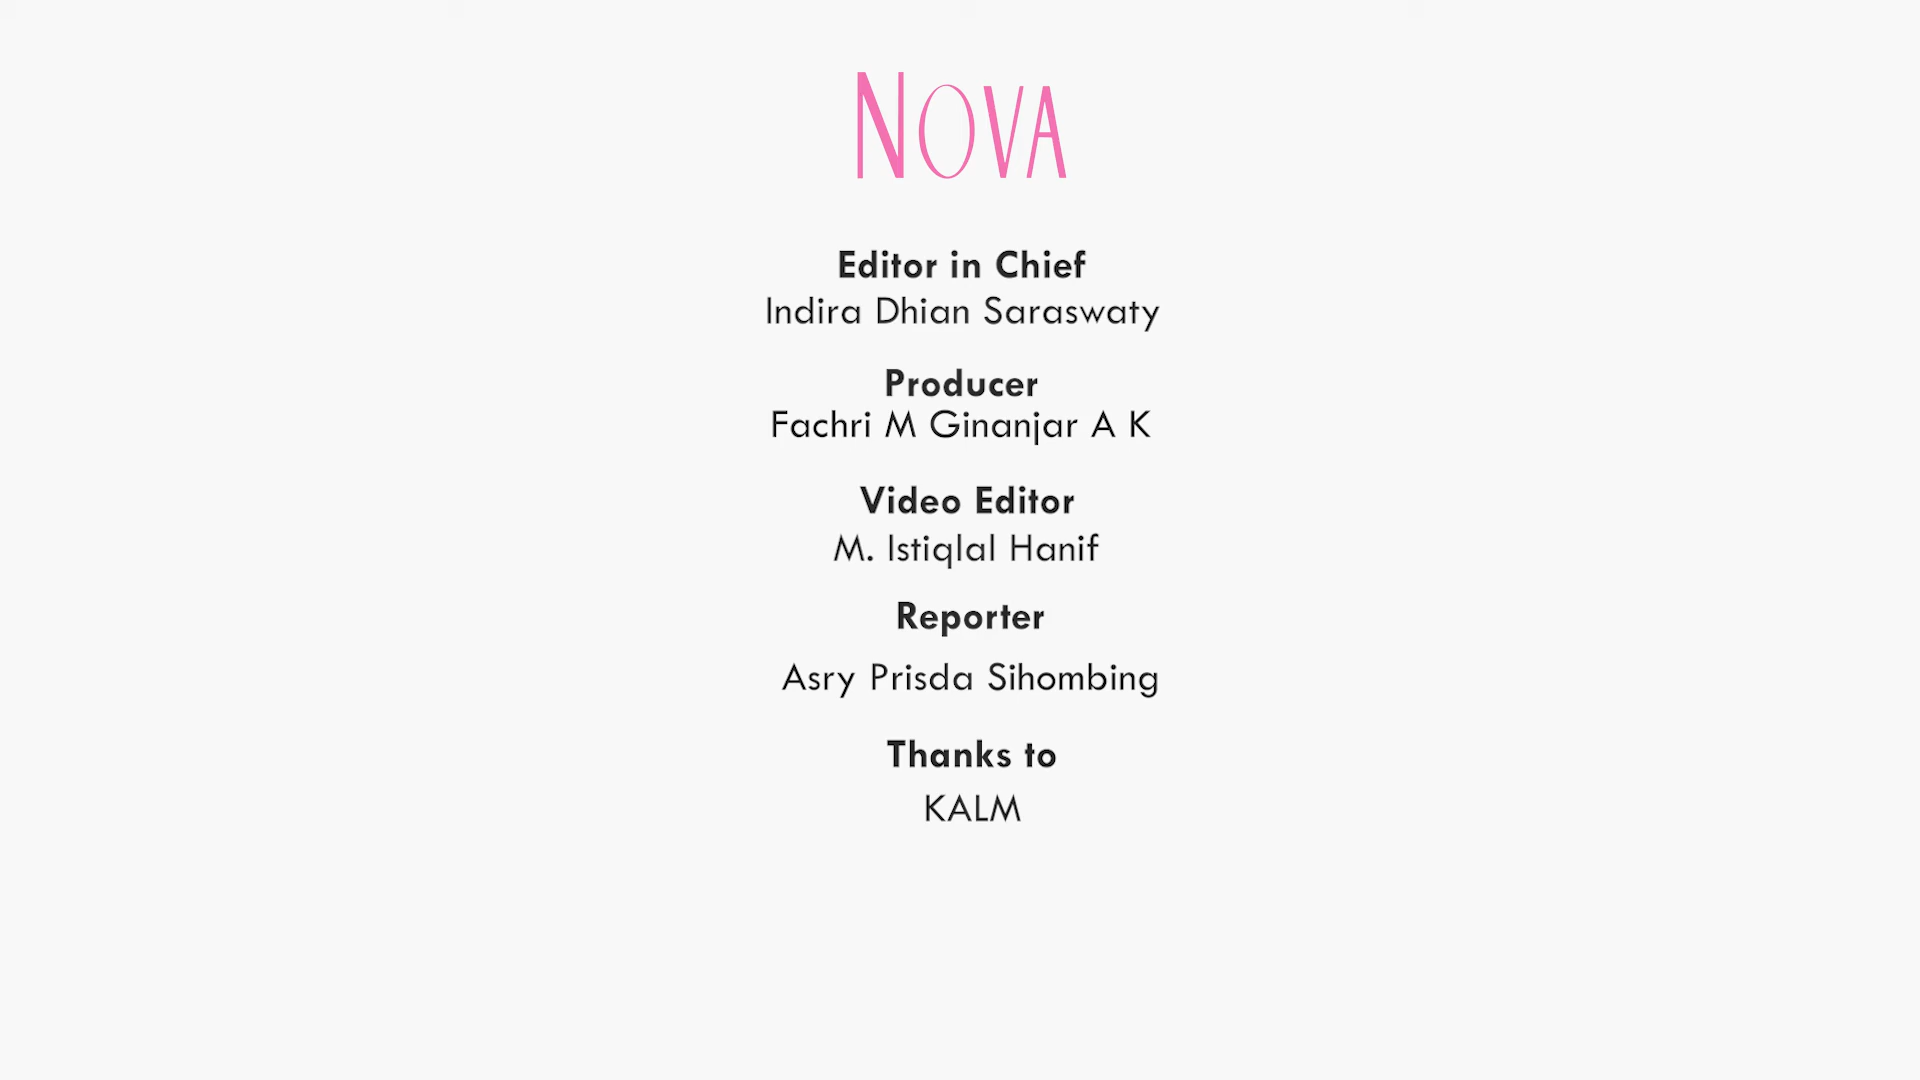 NOVA
Editor in Chief
Indira Dhian Saraswaty
Producer
Fachri M Ginanjar A K
Video Editor
M. Istiqlal Hanif
Reporter
Asry Prisda Sihombing
Thanks to
KALM